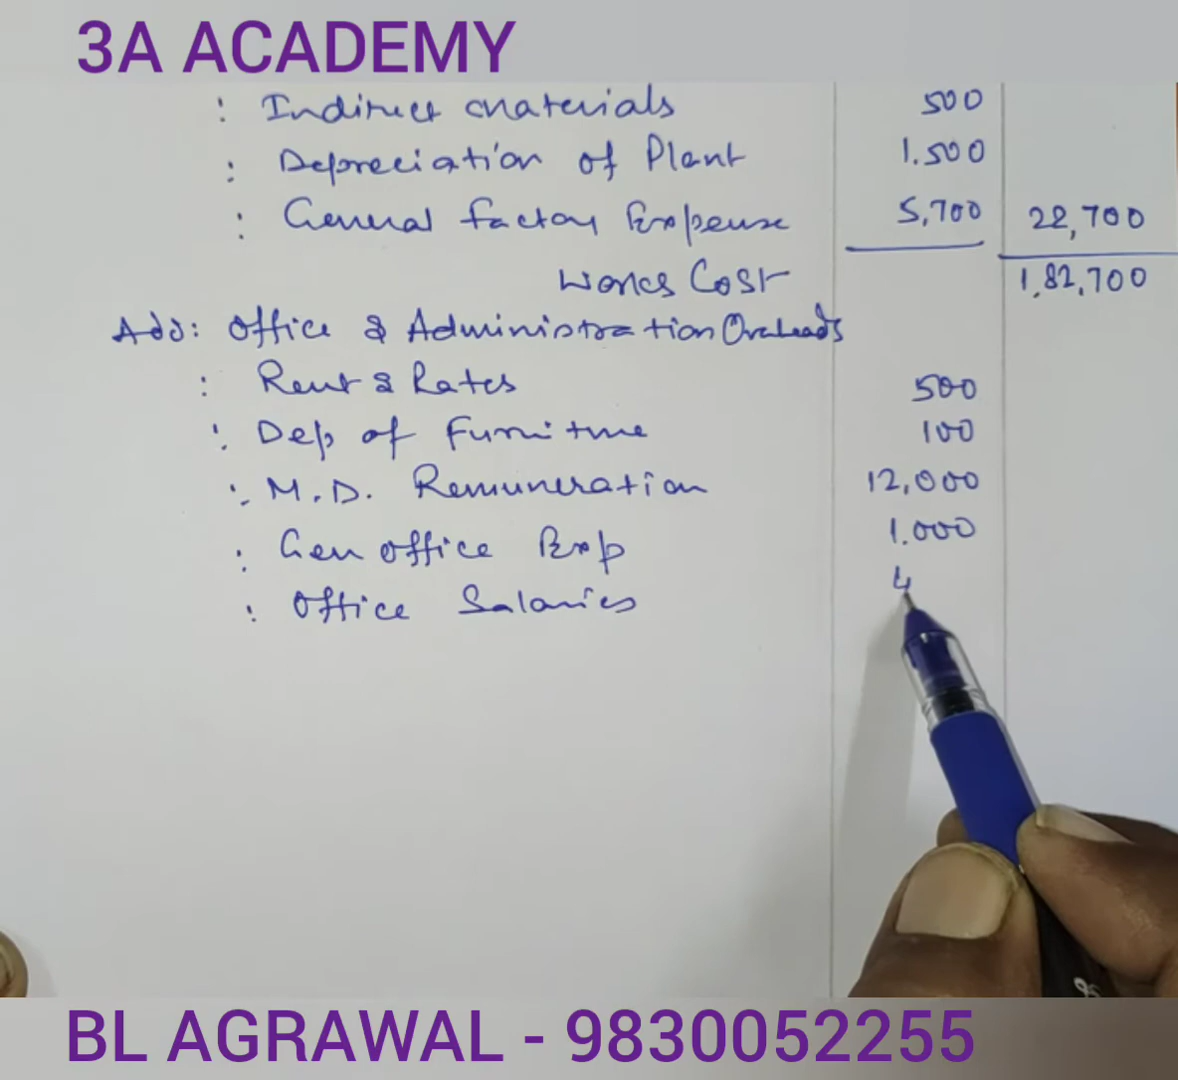 3A ACADEMY
: Indirect materials 500
: Depreciation of Plant 1.500
: General Factory Expense 5,700 22,700
Works Cost 1,82,700
Add: Office & Administration Overheads
: Rent & Rates 500
: Dep of Furniture 100
: M.D. Remuneration 12,000
: Gen office Exp 1.000
: Office Salaries 4
BL AGRAWAL - 9830052255